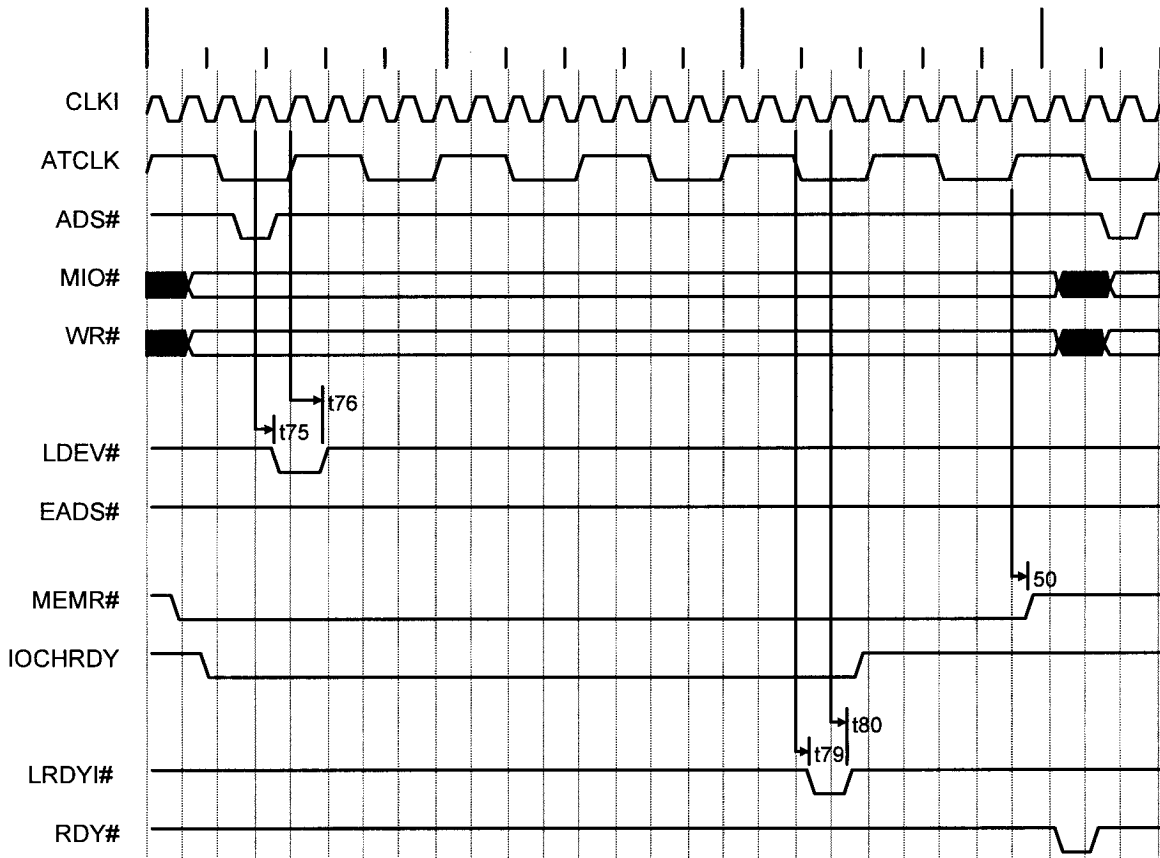 CLKI
ATCLK
ADS#
MIO#
WR#
t76
t75
LDEV#
EADS#
50
MEMR#
IOCHRDY
t80
t79
LRDYI#
RDY#